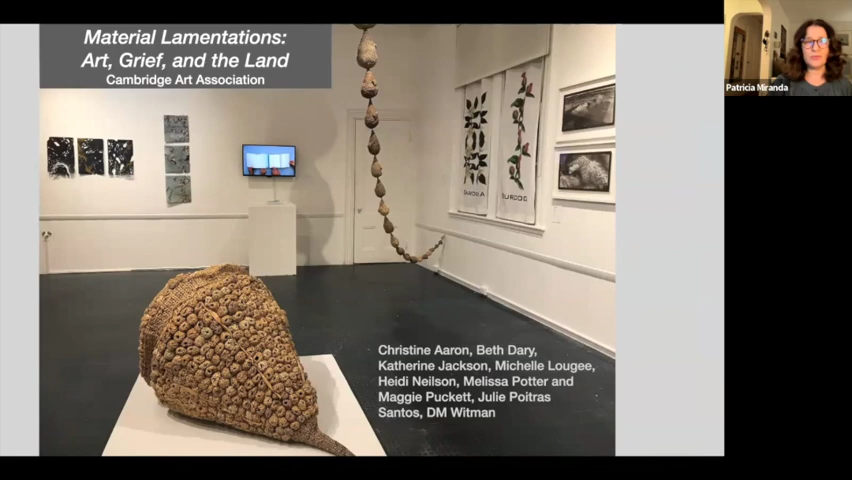 Material Lamentations:
Art, Grief, and the Land
Cambridge Art Association
Patricia Miranda
Christine Aaron, Beth Dary,
Katherine Jackson, Michelle Lougee,
Heidi Neilson, Melissa Potter and
Maggie Puckett, Julie Poitras
Santos, DM Witman